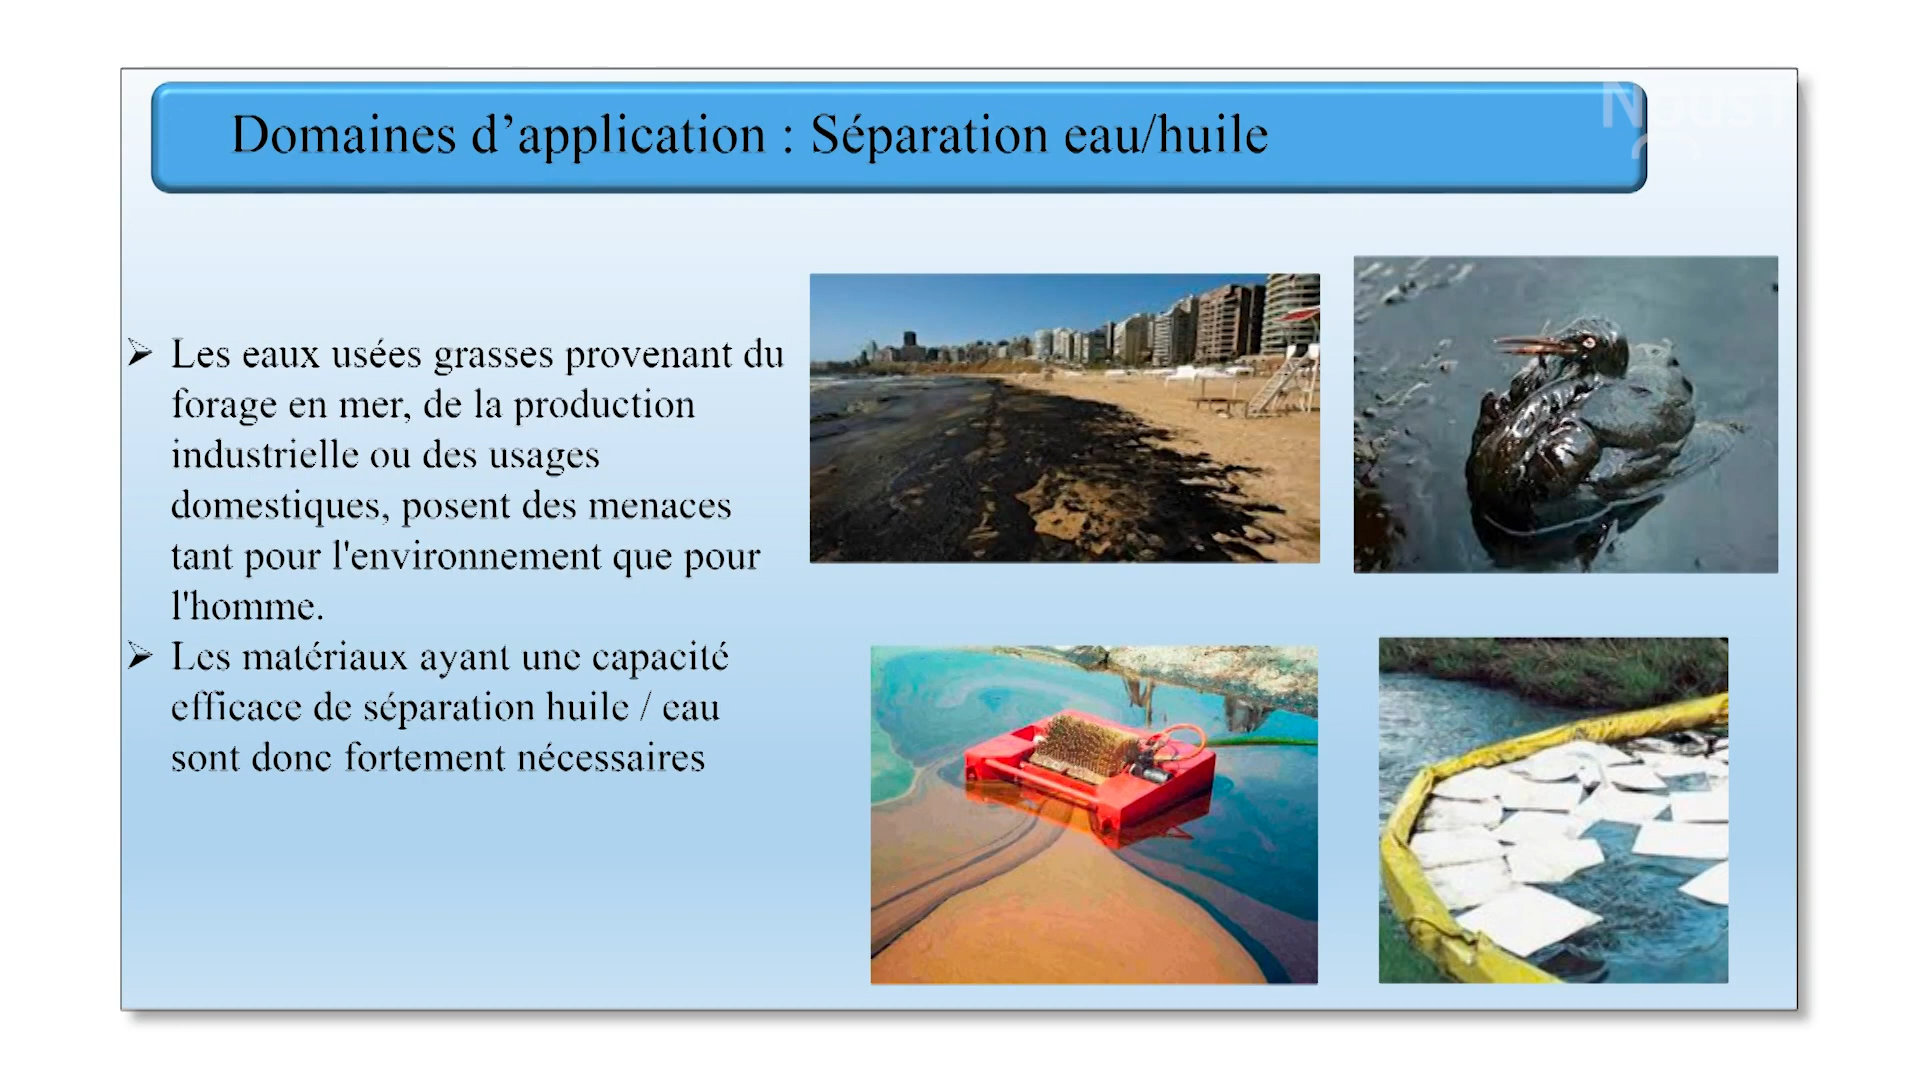 Domaines d’application : Séparation eau/huile
➢ Les eaux usées grasses provenant du
forage en mer, de la production
industrielle ou des usages
domestiques, posent des menaces
tant pour l'environnement que pour
l'homme.
➢ Les matériaux ayant une capacité
efficace de séparation huile / eau
sont donc fortement nécessaires